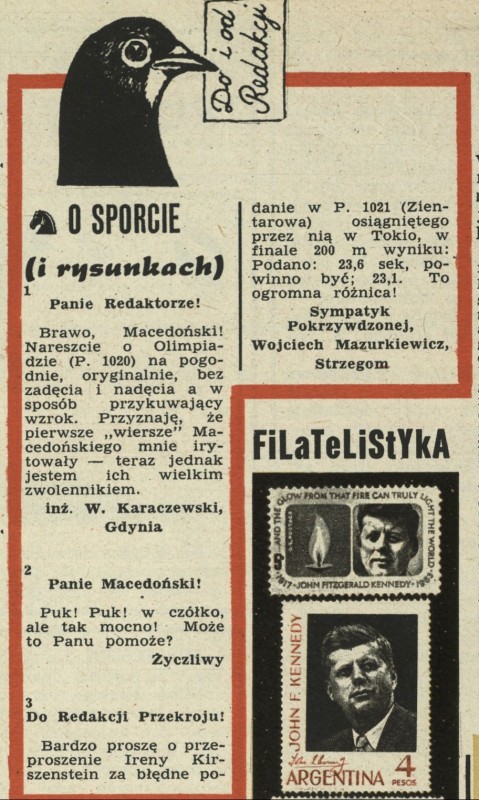 Do i od
Redakcji
O SPORCIE
(i rysunkach)
1
Panie Redaktorze!
Brawo, Macedoński!
Nareszcie o Olimpia-
dzie (P. 1020) na pogo-
dnie, oryginalnie, bez
zadęcia i nadęcia a w
sposób przykuwający
wzrok. Przyznaję, że
pierwsze „wiersze” Ma-
cedońskiego mnie iry-
towały — teraz jednak
jestem ich wielkim
zwolennikiem.
inż. W. Karaczewski,
Gdynia
2
Panie Macedoński!
Puk! Puk! w czółko,
ale tak mocno! Może
to Panu pomoże?
Życzliwy
3
Do Redakcji Przekroju!
Bardzo proszę o prze-
proszenie Ireny Kir-
szenstein za błędne po-
danie w P. 1021 (Zien-
tarowa) osiągniętego
przez nią w Tokio, w
finale 200 m wyniku:
Podano: 23,6 sek, po-
winno być; 23,1. To
ogromna różnica!
Sympatyk
Pokrzywdzonej,
Wojciech Mazurkiewicz,
Strzegom
FiLaTeLiStYkA
AND THE GLOW FROM THAT FIRE CAN TRULY LIGHT THE WORLD
U.S. POSTAGE
5¢
1917 · JOHN FITZGERALD KENNEDY · 1963
JOHN F. KENNEDY
ARGENTINA
4
PESOS